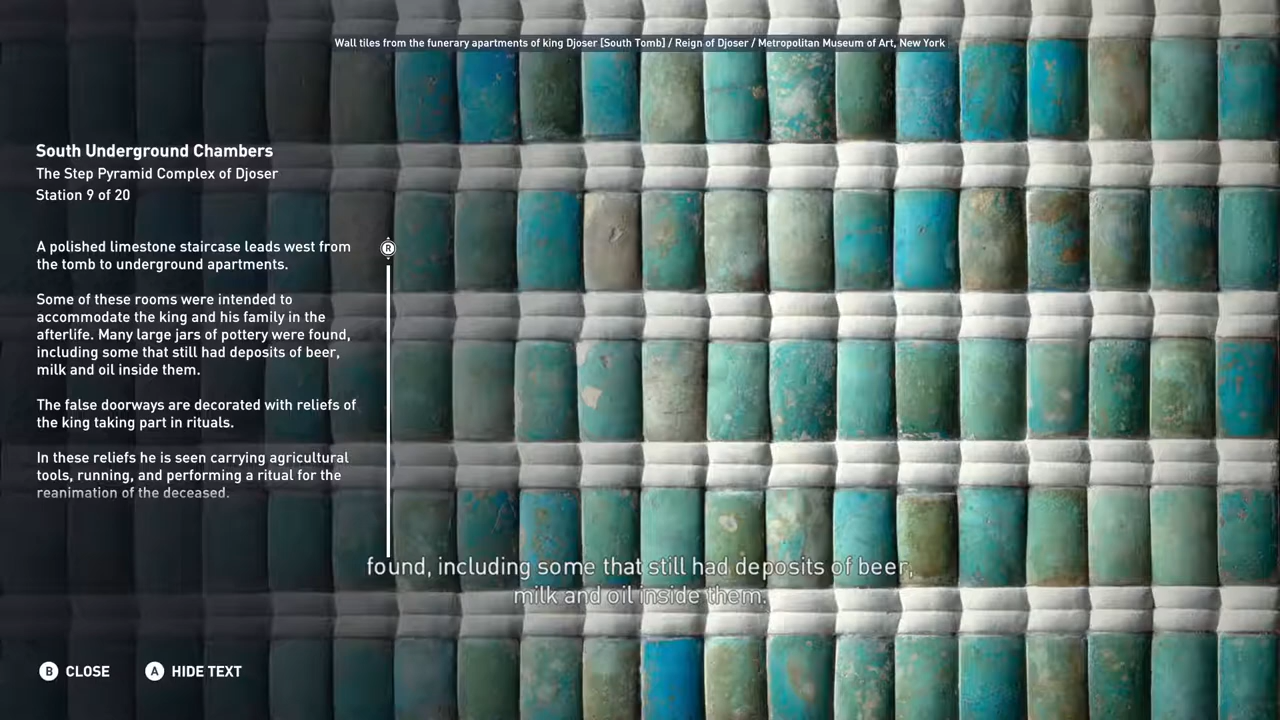 Wall tiles from the funerary apartments of king Djoser [South Tomb] / Reign of Djoser / Metropolitan Museum of Art, New York
South Underground Chambers
The Step Pyramid Complex of Djoser
Station 9 of 20
A polished limestone staircase leads west from
the tomb to underground apartments.
Some of these rooms were intended to
accommodate the king and his family in the
afterlife. Many large jars of pottery were found,
including some that still had deposits of beer,
milk and oil inside them.
The false doorways are decorated with reliefs of
the king taking part in rituals.
In these reliefs he is seen carrying agricultural
tools, running, and performing a ritual for the
reanimation of the deceased.
R
found, including some that still had deposits of beer,
milk and oil inside them.
B CLOSE A HIDE TEXT